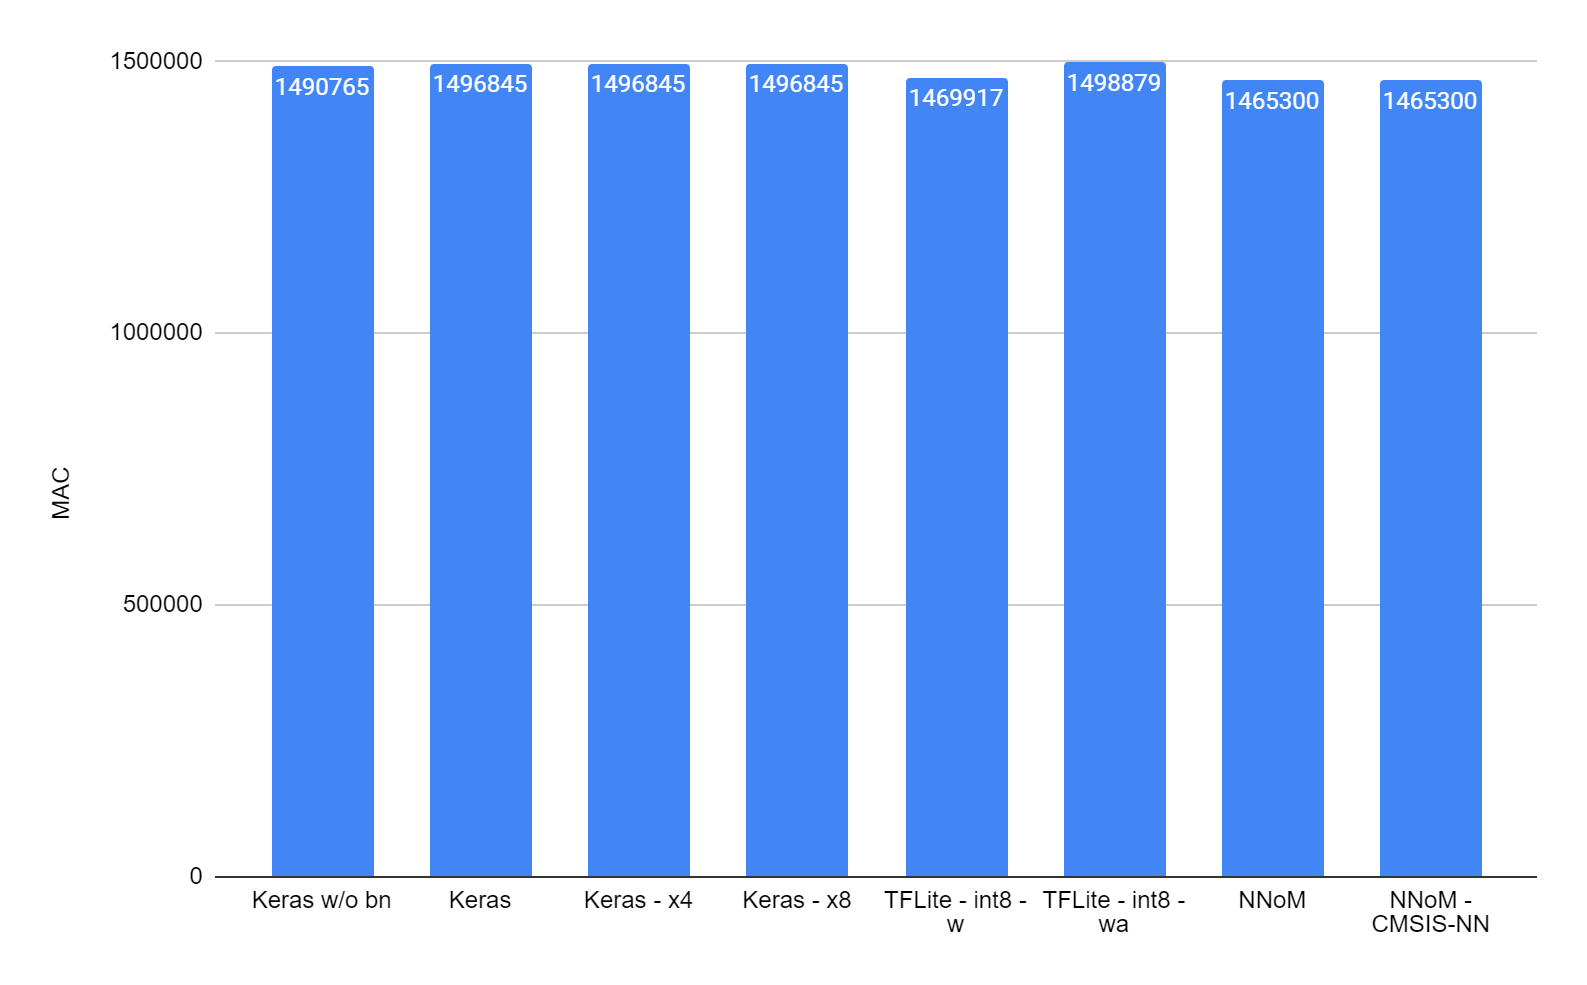 1500000
1000000
500000
0
MAC
1490765
1496845
1496845
1496845
1469917
1498879
1465300
1465300
Keras w/o bn
Keras
Keras - x4
Keras - x8
TFLite - int8 -
w
TFLite - int8 -
wa
NNoM
NNoM -
CMSIS-NN